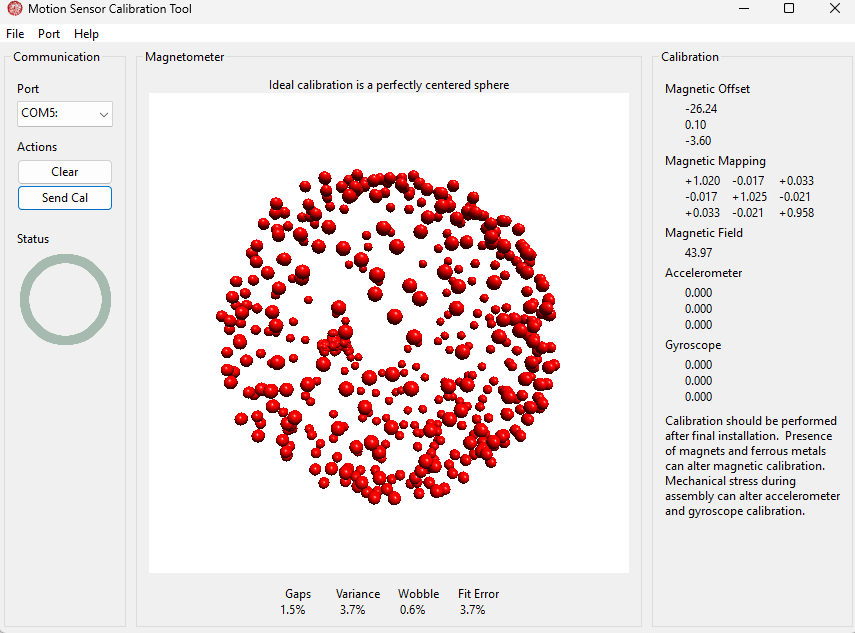 Motion Sensor Calibration Tool
File Port Help
Communication
Port
COM5:
Actions
Clear
Send Cal
Status
Magnetometer
Ideal calibration is a perfectly centered sphere
Gaps Variance Wobble Fit Error
1.5% 3.7% 0.6% 3.7%
Calibration
Magnetic Offset
-26.24
0.10
-3.60
Magnetic Mapping
+1.020 -0.017 +0.033
-0.017 +1.025 -0.021
+0.033 -0.021 +0.958
Magnetic Field
43.97
Accelerometer
0.000
0.000
0.000
Gyroscope
0.000
0.000
0.000
Calibration should be performed
after final installation. Presence
of magnets and ferrous metals
can alter magnetic calibration.
Mechanical stress during
assembly can alter accelerometer
and gyroscope calibration.